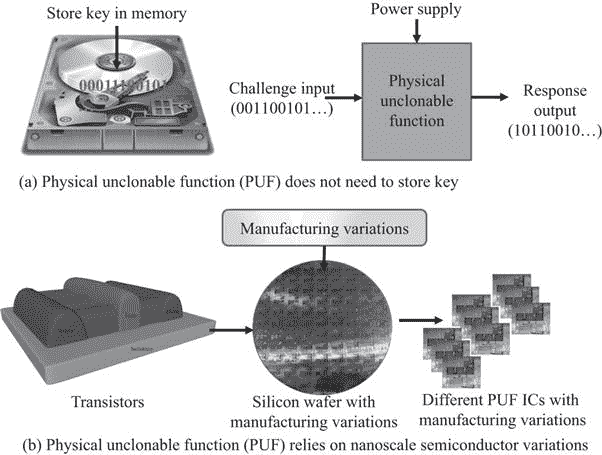 Store key in memory
000111100101
Power supply
Challenge input
(001100101…)
Physical
unclonable
function
Response
output
(10110010…)
(a) Physical unclonable function (PUF) does not need to store key
Manufacturing variations
Transistors
Silicon wafer with
manufacturing variations
Different PUF ICs with
manufacturing variations
(b) Physical unclonable function (PUF) relies on nanoscale semiconductor variations